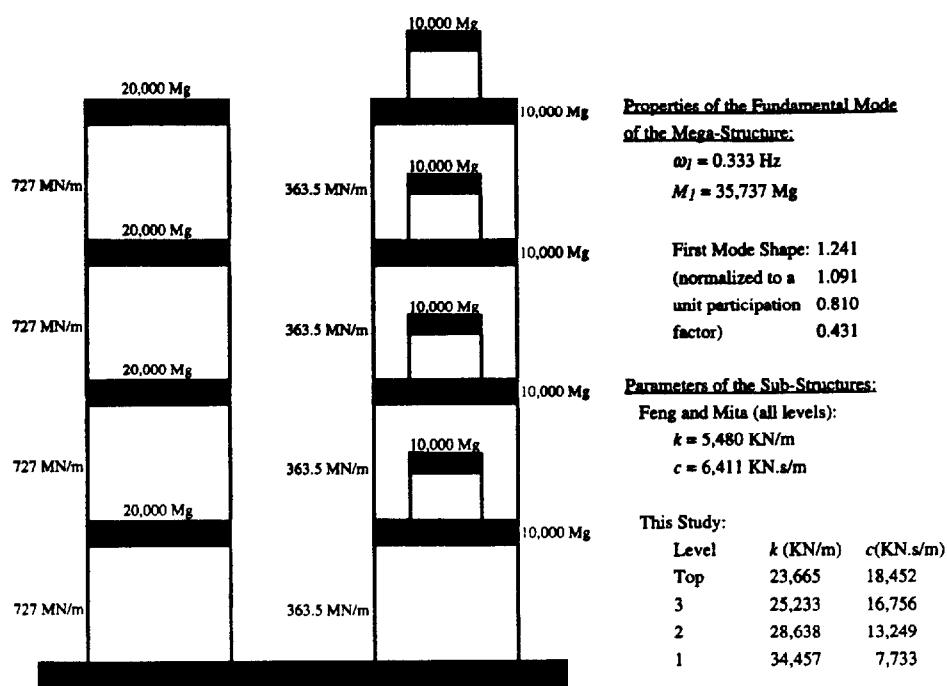 10,000 Mg
20,000 Mg
10,000 Mg
727 MN/m
10,000 Mg
363.5 MN/m
20,000 Mg
10,000 Mg
727 MN/m
10,000 Mg
363.5 MN/m
20,000 Mg
10,000 Mg
727 MN/m
10,000 Mg
363.5 MN/m
20,000 Mg
10,000 Mg
727 MN/m
363.5 MN/m
Properties of the Fundamental Mode
of the Mega-Structure:
ω1 = 0.333 Hz
M1 = 35,737 Mg
First Mode Shape: 1.241
(normalized to a 1.091
unit participation 0.810
factor) 0.431
Parameters of the Sub-Structures:
Feng and Mita (all levels):
k = 5,480 KN/m
c = 6,411 KN.s/m
This Study:
Level k (KN/m) c(KN.s/m)
Top 23,665 18,452
3 25,233 16,756
2 28,638 13,249
1 34,457 7,733